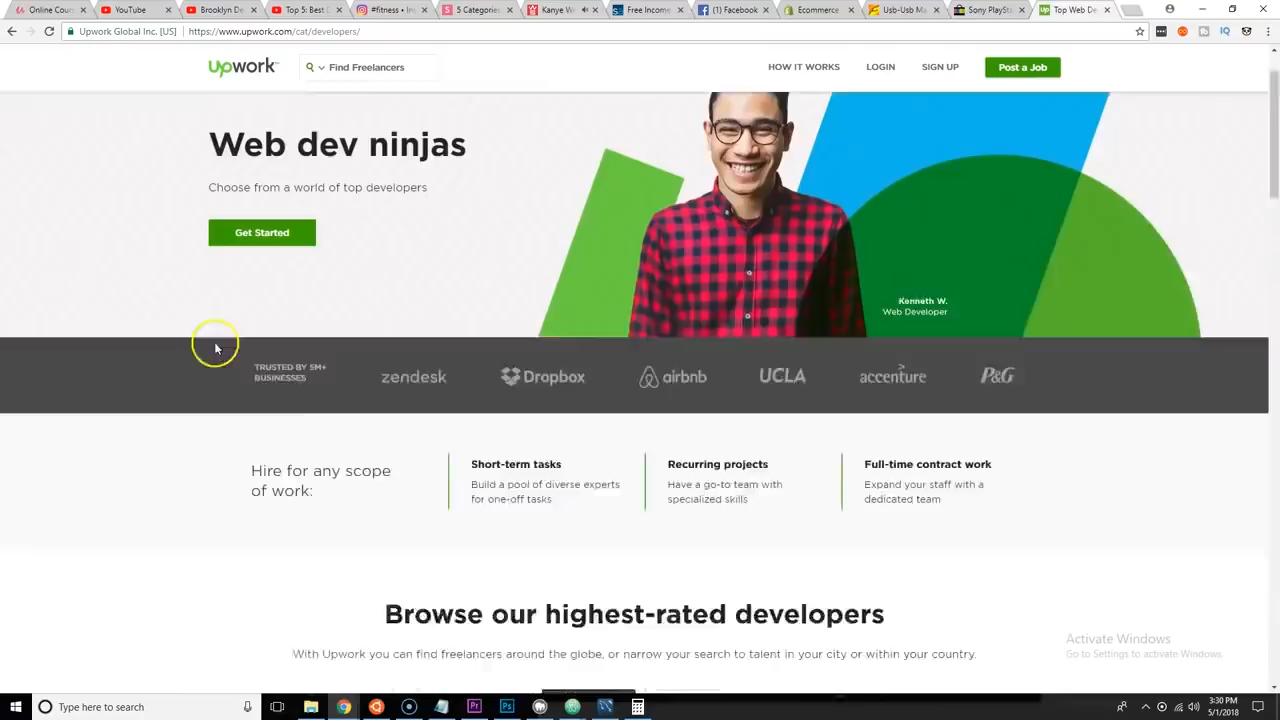 Online Cours
YouTube
Brooklyn De
Top 5: Best D
#fitness • In
5 Categories
Kanye W
Free Income
(1) Facebook
Ecommerce
Usb-Usb Ma
Sony PlaySt
Top Web De
Upwork Global Inc. [US]
https://www.upwork.com/cat/developers/
upwork
Find Freelancers
HOW IT WORKS
LOGIN
SIGN UP
Post a Job
Web dev ninjas
Choose from a world of top developers
Get Started
Kenneth W.
Web Developer
TRUSTED BY 5M+
BUSINESSES
zendesk
Dropbox
airbnb
UCLA
accenture
P&G
Hire for any scope
of work:
Short-term tasks
Build a pool of diverse experts
for one-off tasks
Recurring projects
Have a go-to team with
specialized skills
Full-time contract work
Expand your staff with a
dedicated team
Browse our highest-rated developers
With Upwork you can find freelancers around the globe, or narrow your search to talent in your city or within your country.
Activate Windows
Go to Settings to activate Windows.
Type here to search
3:30 PM
5/1/2018